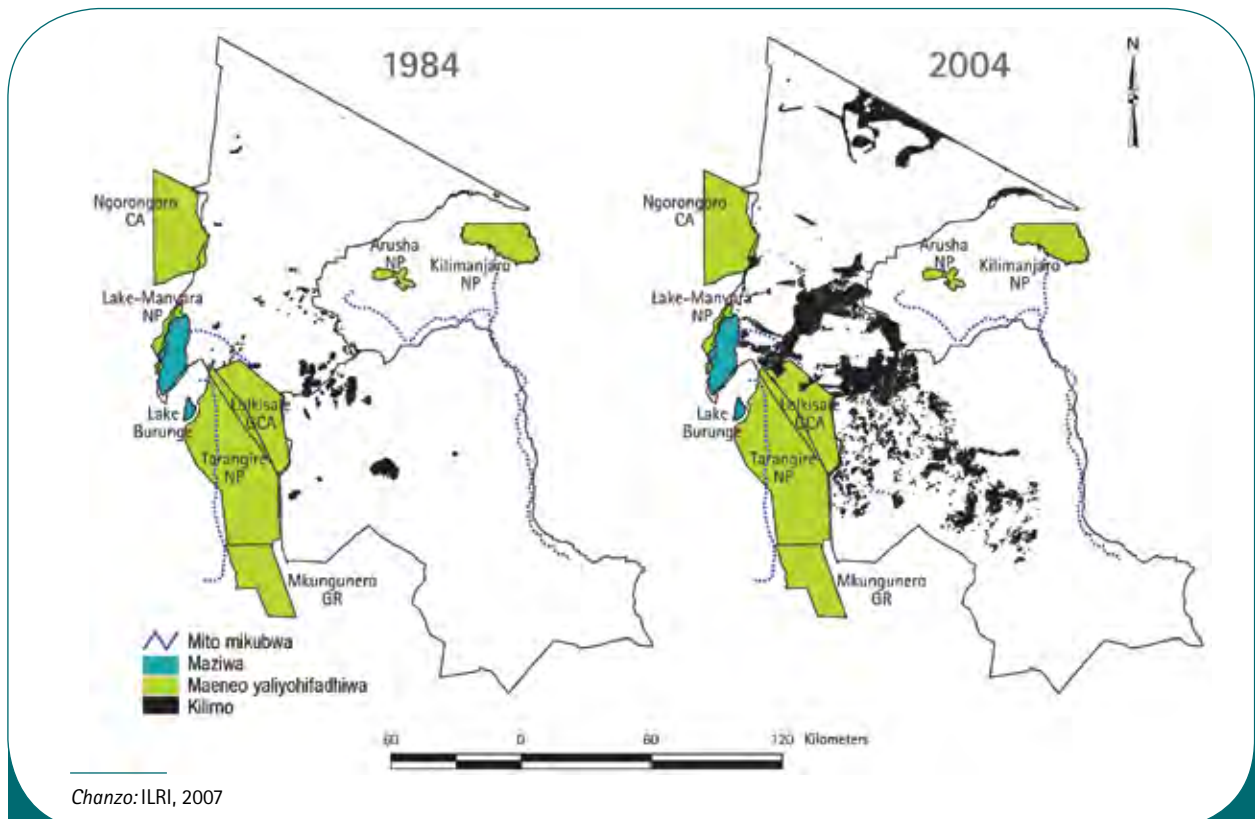 1984
2004
N
Ngorongoro
CA
Arusha
NP
Kilimanjaro
NP
Lake-Manyara
NP
Lake
Burunge
Lolkisale
GCA
Tarangire
NP
Mkungunero
GR
Ngorongoro
CA
Arusha
NP
Kilimanjaro
NP
Lake-Manyara
NP
Lake
Burunge
Lolkisale
GCA
Tarangire
NP
Mkungunero
GR
Mito mikubwa
Maziwa
Maeneo yaliyohifadhiwa
Kilimo
60 0 60 120 Kilometers
Chanzo: ILRI, 2007